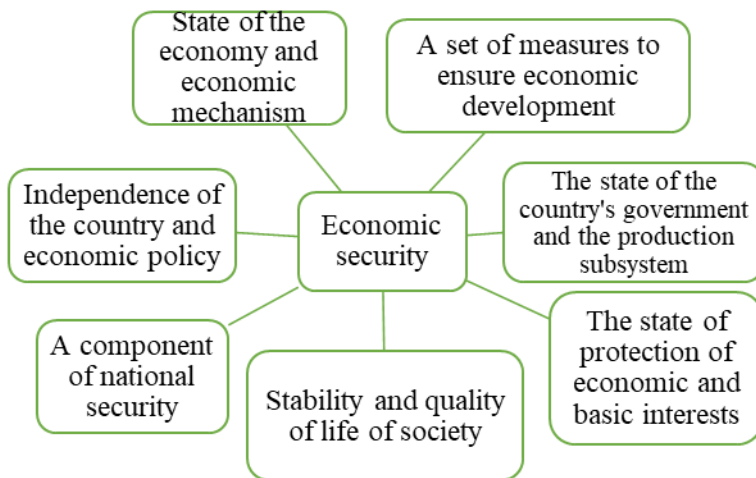 State of the
economy and
economic
mechanism
A set of measures to
ensure economic
development
Independence of
the country and
economic policy
Economic
security
The state of the
country's government
and the production
subsystem
A component
of national
security
Stability and quality
of life of society
The state of
protection of
economic and
basic interests